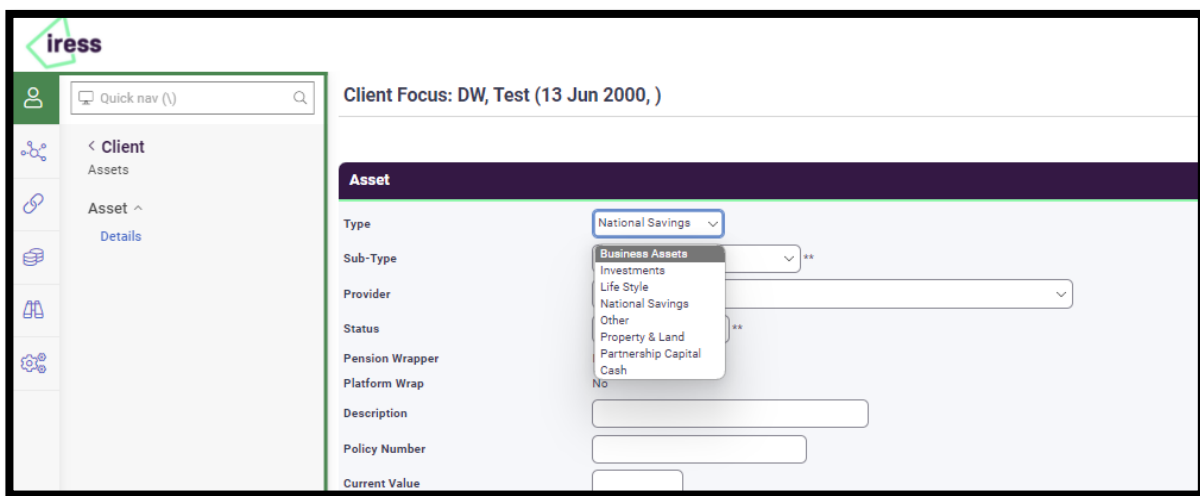 iress
Quick nav (\)
Client Focus: DW, Test (13 Jun 2000, )
< Client
Assets
Asset
Details
Asset
Type
National Savings
Sub-Type
**
Provider
Status
**
Pension Wrapper
Platform Wrap
No
Description
Policy Number
Current Value
Business Assets
Investments
Life Style
National Savings
Other
Property & Land
Partnership Capital
Cash